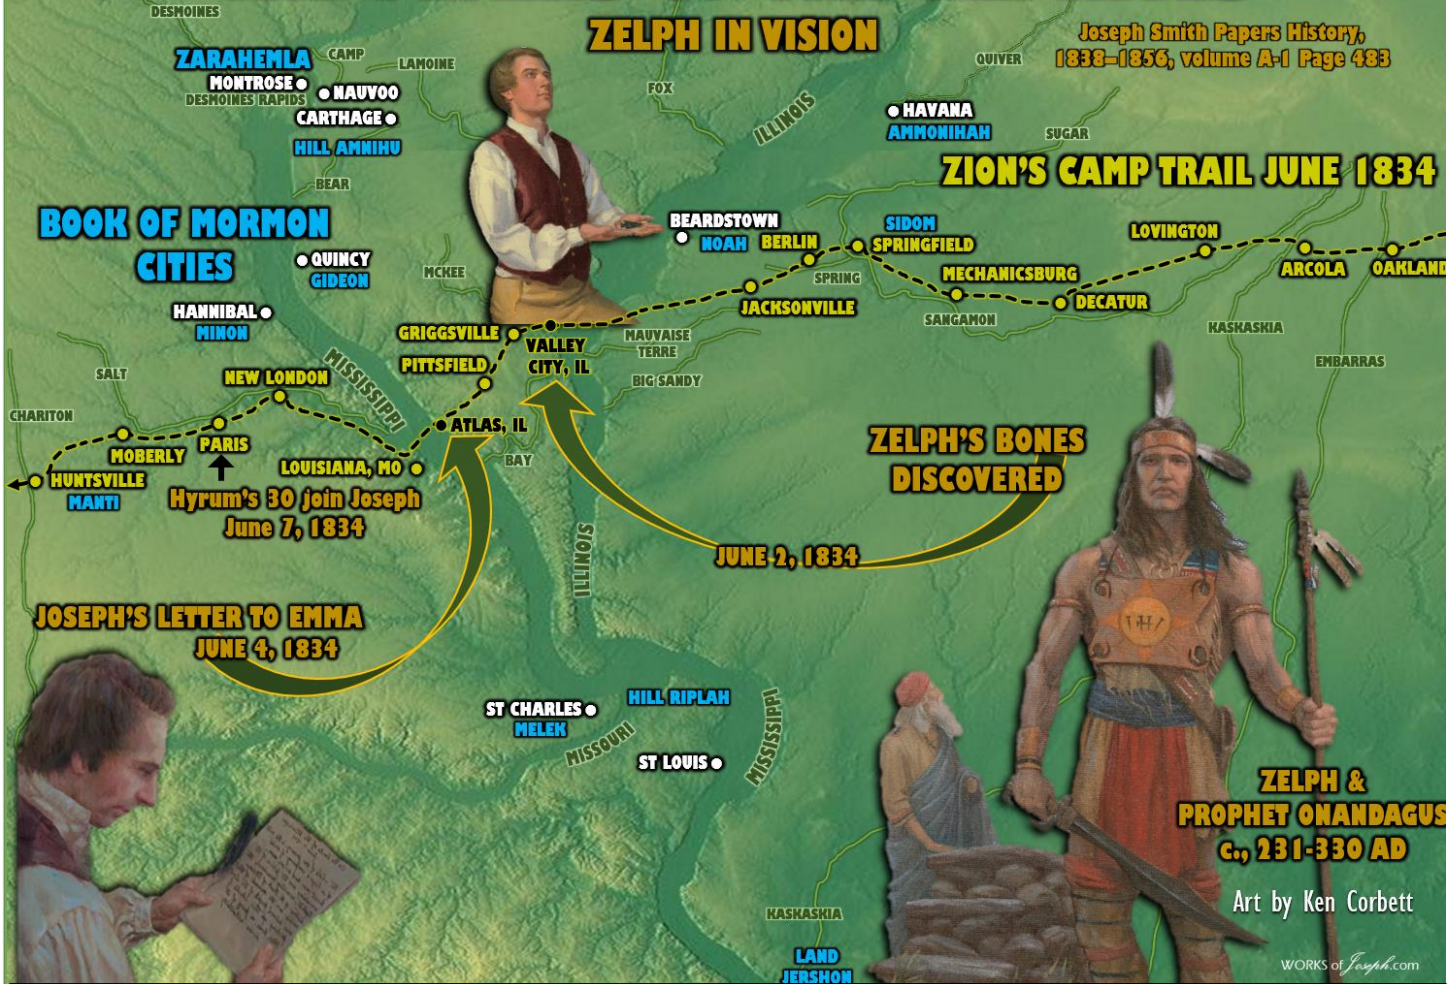 DESMOINES
ZELPH IN VISION
Joseph Smith Papers History,
1838–1856, volume A-1 Page 483
ZARAHEMLA
CAMP
LAMOINE
QUIVER
MONTROSE
NAUVOO
DESMOINES RAPIDS
FOX
ILLINOIS
HAVANA
AMMONIHAH
CARTHAGE
SUGAR
HILL AMNIHU
ZION'S CAMP TRAIL JUNE 1834
BEAR
BOOK OF MORMON
CITIES
BEARDSTOWN
NOAH
BERLIN
SIDOM
SPRINGFIELD
LOVINGTON
QUINCY
GIDEON
MCKEE
SPRING
MECHANICSBURG
ARCOLA
OAKLAND
JACKSONVILLE
DECATUR
SANGAMON
HANNIBAL
MINON
GRIGGSVILLE
VALLEY
CITY, IL
MAUVAISE
TERRE
KASKASKIA
EMBARRAS
PITTSFIELD
BIG SANDY
SALT
NEW LONDON
MISSISSIPPI
CHARITON
ATLAS, IL
MOBERLY
PARIS
LOUISIANA, MO
BAY
ZELPH'S BONES
DISCOVERED
HUNTSVILLE
MANTI
Hyrum's 30 join Joseph
June 7, 1834
ILLINOIS
JUNE 2, 1834
JOSEPH'S LETTER TO EMMA
JUNE 4, 1834
ST CHARLES
MELEK
HILL RIPLAH
MISSOURI
MISSISSIPPI
ST LOUIS
ZELPH &
PROPHET ONANDAGUS
c., 231-330 AD
Art by Ken Corbett
KASKASKIA
LAND
JERSHON
WORKS of Joseph.com